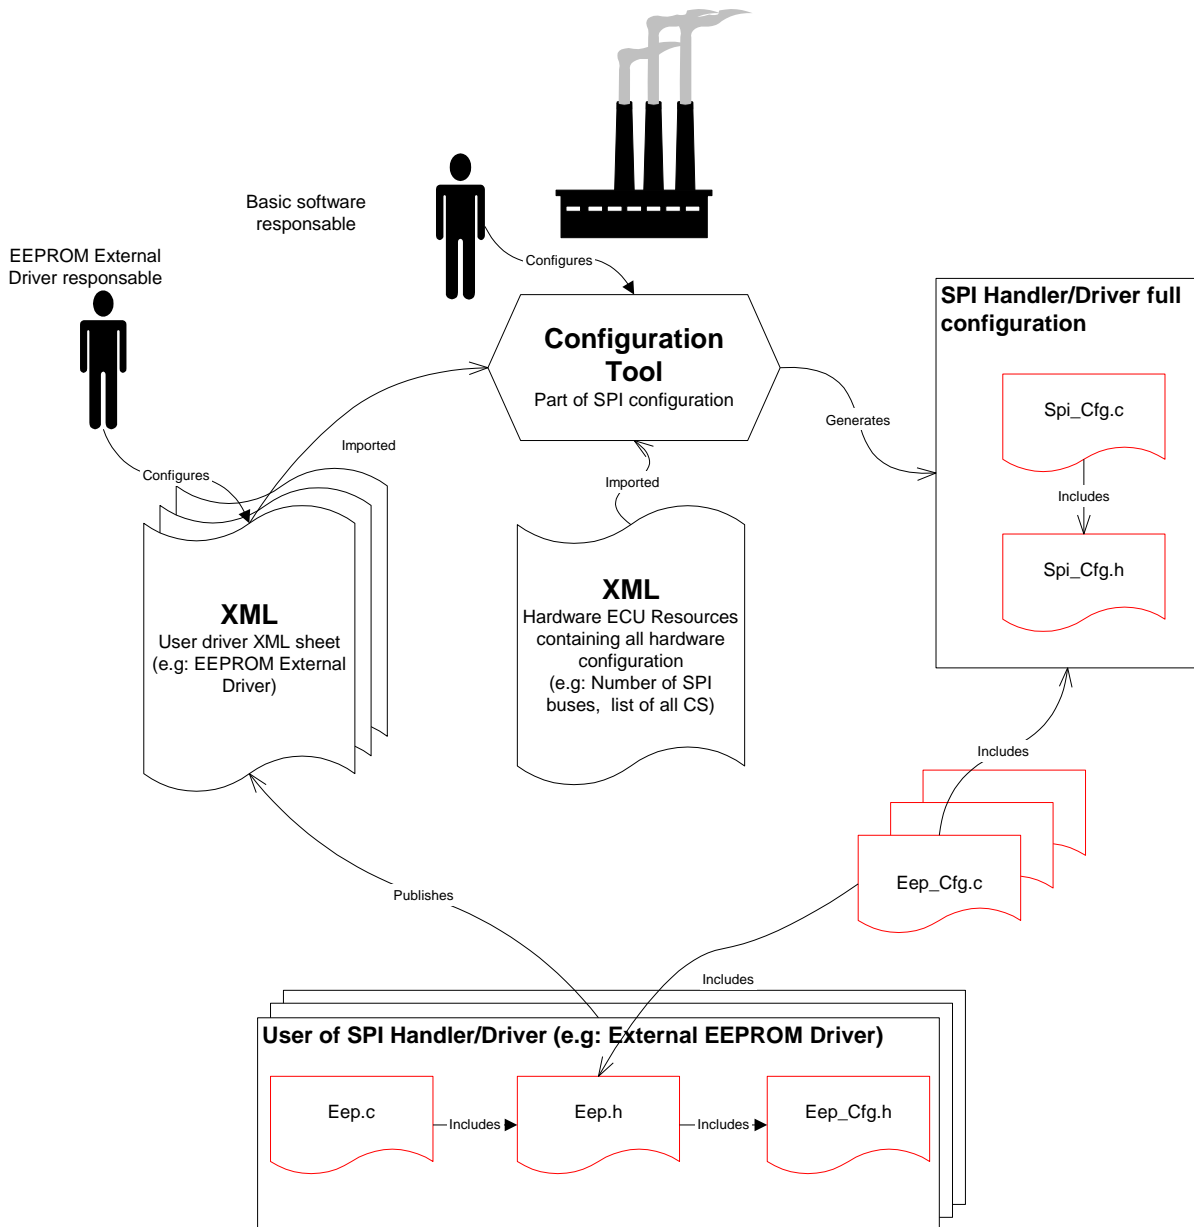 Basic software
responsable
EEPROM External
Driver responsable
Configures
SPI Handler/Driver full
configuration
Configuration
Tool
Part of SPI configuration
Spi_Cfg.c
Generates
Imported
Configures
Imported
Includes
Spi_Cfg.h
XML
User driver XML sheet
(e.g: EEPROM External
Driver)
XML
Hardware ECU Resources
containing all hardware
configuration
(e.g: Number of SPI
buses, list of all CS)
Includes
Eep_Cfg.c
Publishes
Includes
User of SPI Handler/Driver (e.g: External EEPROM Driver)
Eep.c
Includes
Eep.h
Includes
Eep_Cfg.h